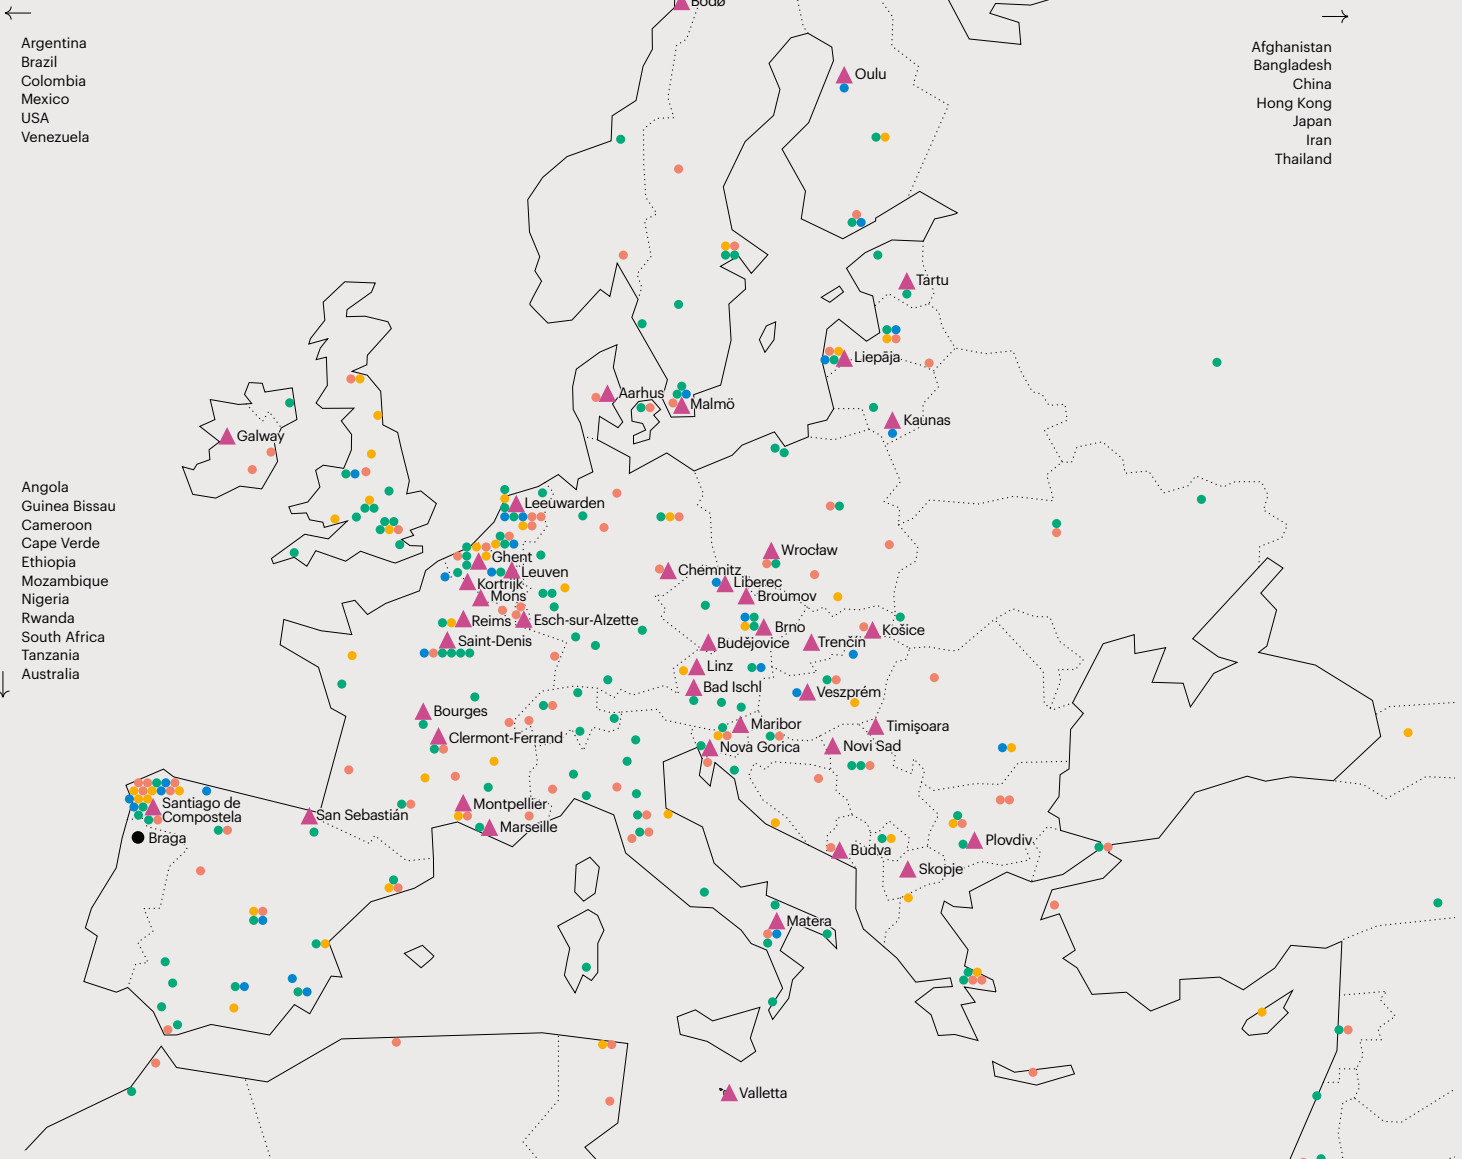 Bodø
Argentina
Brazil
Colombia
Mexico
USA
Venezuela
Afghanistan
Bangladesh
China
Hong Kong
Japan
Iran
Thailand
Oulu
Tartu
Liepāja
Aarhus
Malmö
Kaunas
Galway
Angola
Guinea Bissau
Cameroon
Cape Verde
Ethiopia
Mozambique
Nigeria
Rwanda
South Africa
Tanzania
Australia
Leeuwarden
Wrocław
Ghent
Leuven
Chemnitz
Kortrijk
Liberec
Mons
Broumov
Reims
Esch-sur-Alzette
Brno
Košice
Saint-Denis
Budějovice
Trenčín
Linz
Bad Ischl
Veszprém
Bourges
Maribor
Timişoara
Clermont-Ferrand
Nova Gorica
Novi Sad
Santiago de
Compostela
Montpellier
San Sebastián
Marseille
Braga
Plovdiv
Budva
Skopje
Matera
Valletta